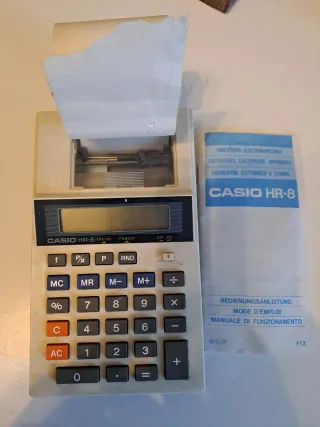 CASIO HR-8
f
P/R
P
RND
MC
MR
M−
M+
÷
%
7
8
9
×
C
4
5
6
−
AC
1
2
3
+
0
.
=
CASIO HR-8
BEDIENUNGSANLEITUNG
MODE D'EMPLOI
MANUALE DI FUNZIONAMENTO